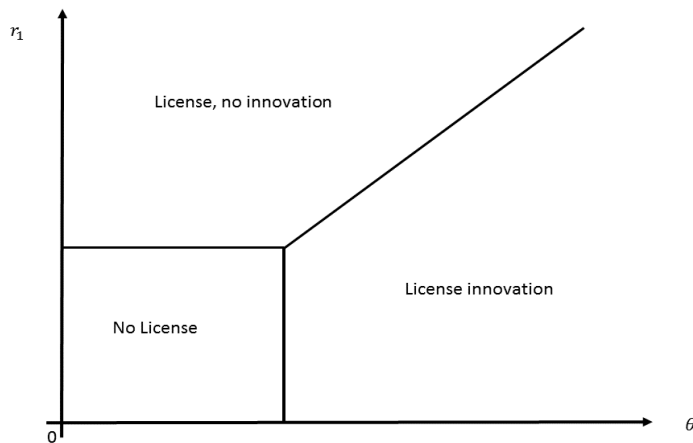 r₁
License, no innovation
License innovation
No License
0
θ